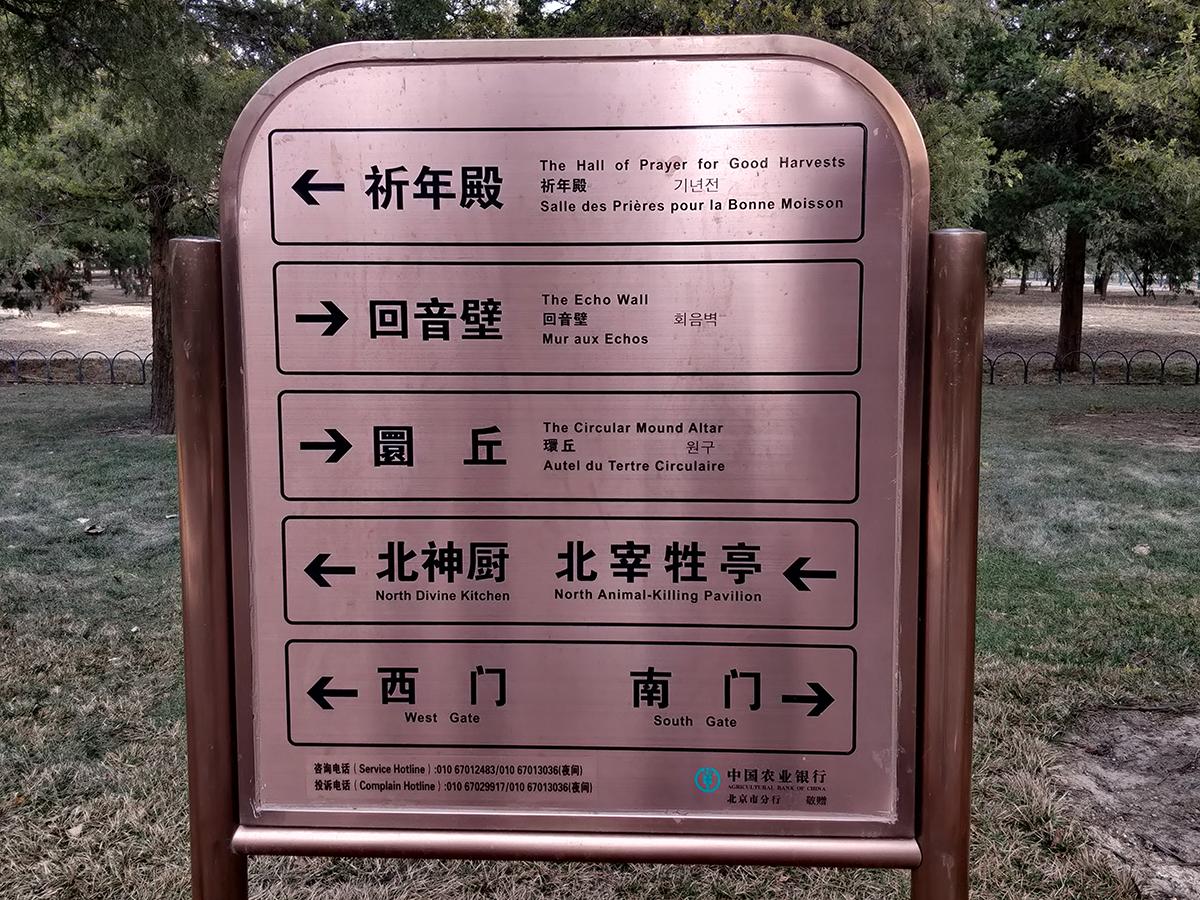 ← 祈年殿
The Hall of Prayer for Good Harvests
祈年殿 기년전
Salle des Prières pour la Bonne Moisson
→ 回音壁
The Echo Wall
回音壁 회음벽
Mur aux Echos
→ 圜 丘
The Circular Mound Altar
環丘 원구
Autel du Tertre Circulaire
← 北神厨 北宰牲亭 ←
North Divine Kitchen North Animal-Killing Pavilion
← 西 门 南 门 →
West Gate South Gate
咨询电话(Service Hotline):010 67012483/010 67013036(夜间)
投诉电话(Complain Hotline):010 67029917/010 67013036(夜间)
中国农业银行
AGRICULTURAL BANK OF CHINA
北京市分行 敬赠